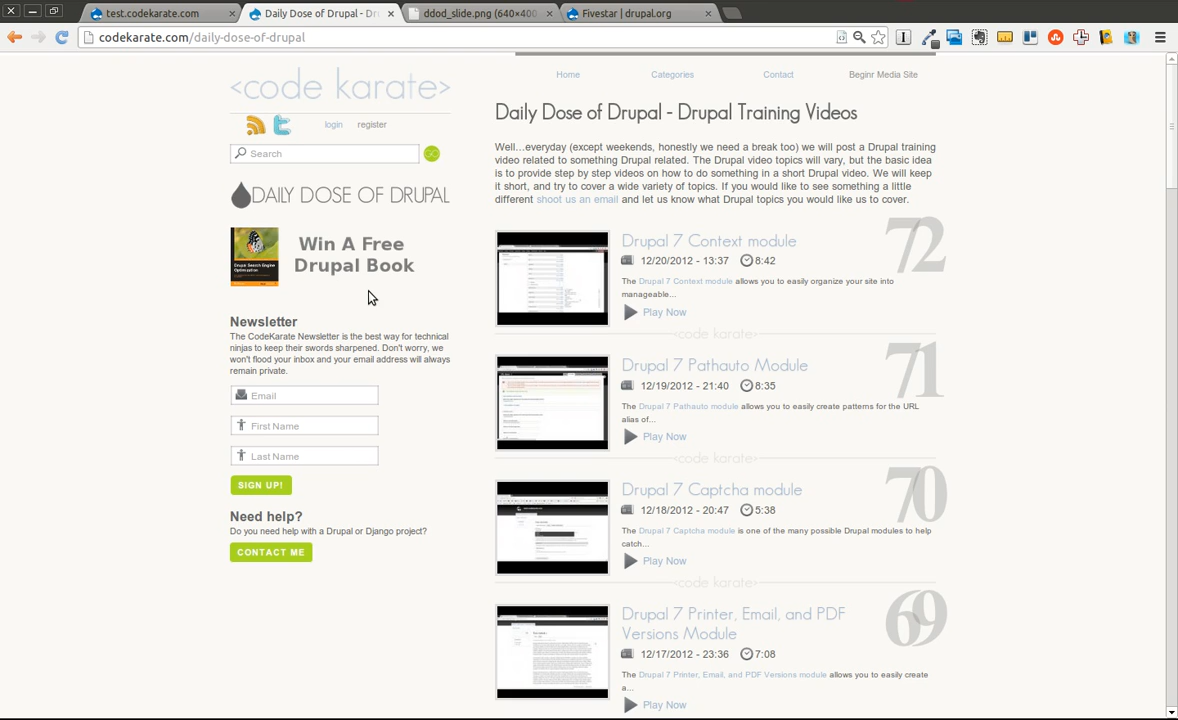 test.codekarate.com
Daily Dose of Drupal - Dr
ddod_slide.png (640×400
Fivestar | drupal.org
codekarate.com/daily-dose-of-drupal
<code karate>
login register
Search
GO
DAILY DOSE OF DRUPAL
Drupal Search Engine
Optimization
Win A Free
Drupal Book
Newsletter
The CodeKarate Newsletter is the best way for technical
ninjas to keep their swords sharpened. Don't worry, we
won't flood your inbox and your email address will always
remain private.
Email
First Name
Last Name
SIGN UP!
Need help?
Do you need help with a Drupal or Django project?
CONTACT ME
Home Categories Contact Beginr Media Site
Daily Dose of Drupal - Drupal Training Videos
Well...everyday (except weekends, honestly we need a break too) we will post a Drupal training
video related to something Drupal related. The Drupal video topics will vary, but the basic idea
is to provide step by step videos on how to do something in a short Drupal video. We will keep
it short, and try to cover a wide variety of topics. If you would like to see something a little
different shoot us an email and let us know what Drupal topics you would like us to cover.
Drupal 7 Context module
72
12/20/2012 - 13:37 8:42
The Drupal 7 Context module allows you to easily organize your site into
manageable...
Play Now
<code karate>
Drupal 7 Pathauto Module
71
12/19/2012 - 21:40 8:35
The Drupal 7 Pathauto module allows you to easily create patterns for the URL
alias of...
Play Now
<code karate>
Drupal 7 Captcha module
70
12/18/2012 - 20:47 5:38
The Drupal 7 Captcha module is one of the many possible Drupal modules to help
catch...
Play Now
<code karate>
Drupal 7 Printer, Email, and PDF
Versions Module
69
12/17/2012 - 23:36 7:08
The Drupal 7 Printer, Email, and PDF Versions module allows you to easily create
a...
Play Now